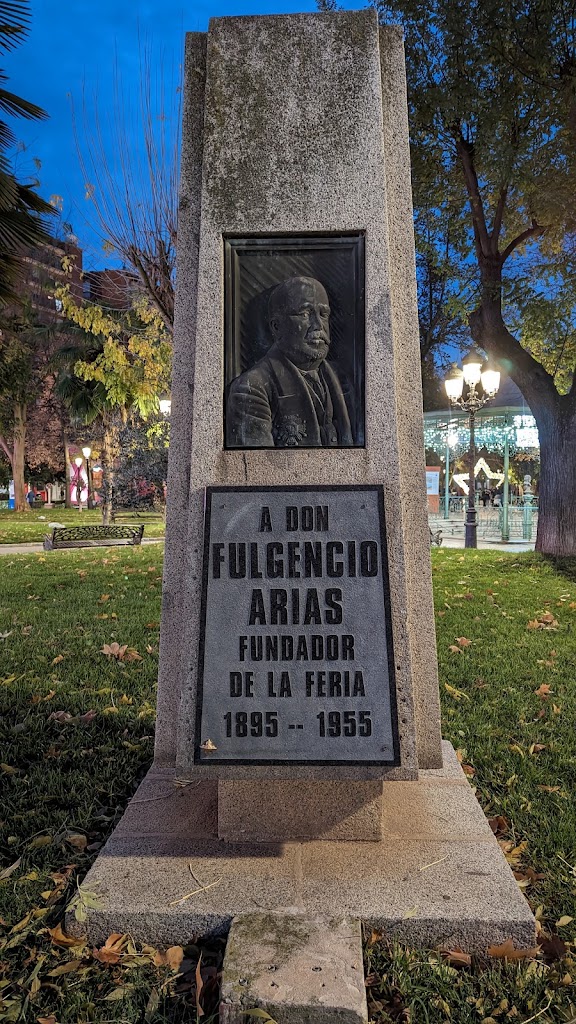 A DON
FULGENCIO
ARIAS
FUNDADOR
DE LA FERIA
1895 -- 1955